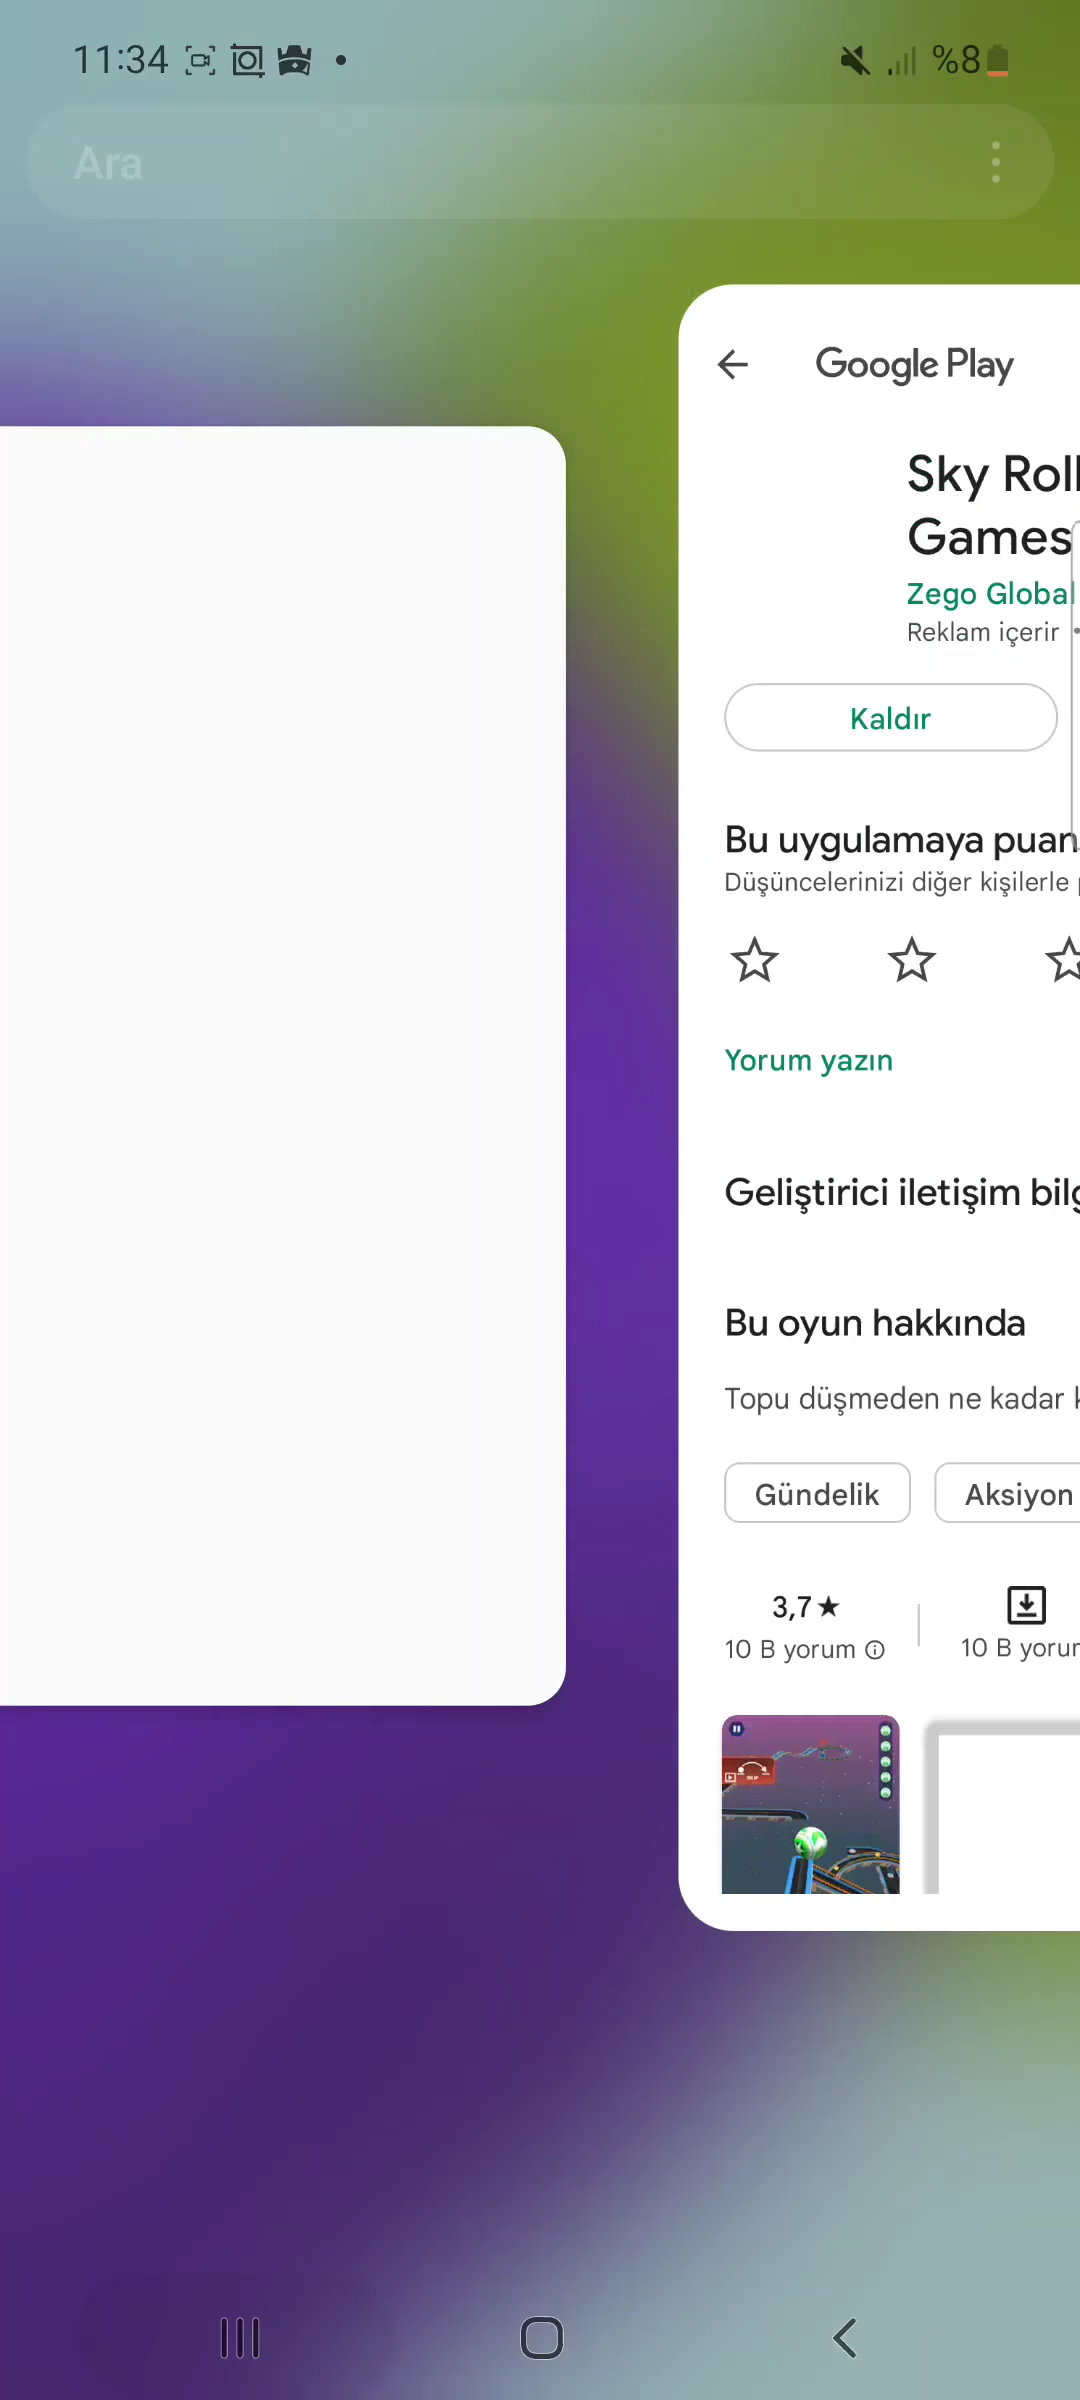 11:34
%8
Ara
Google Play
Sky Roll
Games
Zego Global
Reklam içerir •
Kaldır
Bu uygulamaya puan
Düşüncelerinizi diğer kişilerle
Yorum yazın
Geliştirici iletişim bilg
Bu oyun hakkında
Topu düşmeden ne kadar
Gündelik
Aksiyon
3,7★
10 B yorum
10 B yorum